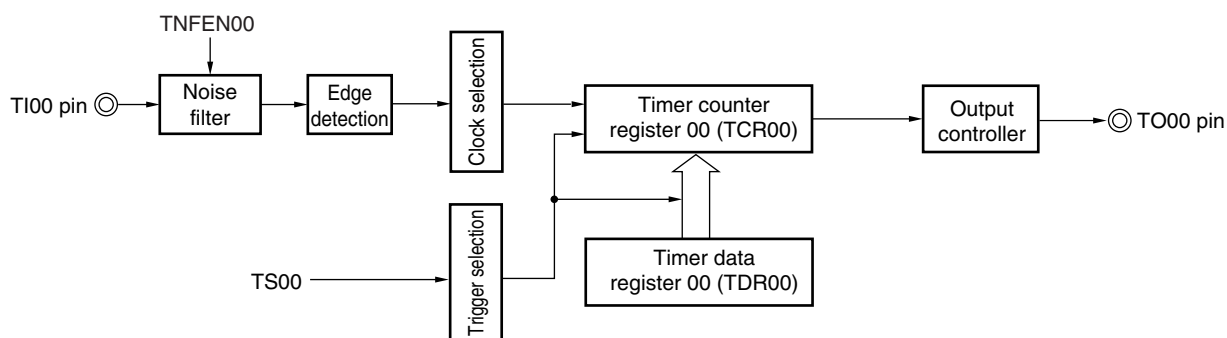 TNFEN00
TI00 pin
Noise
filter
Edge
detection
Clock selection
Timer counter
register 00 (TCR00)
Output
controller
TO00 pin
TS00
Trigger selection
Timer data
register 00 (TDR00)